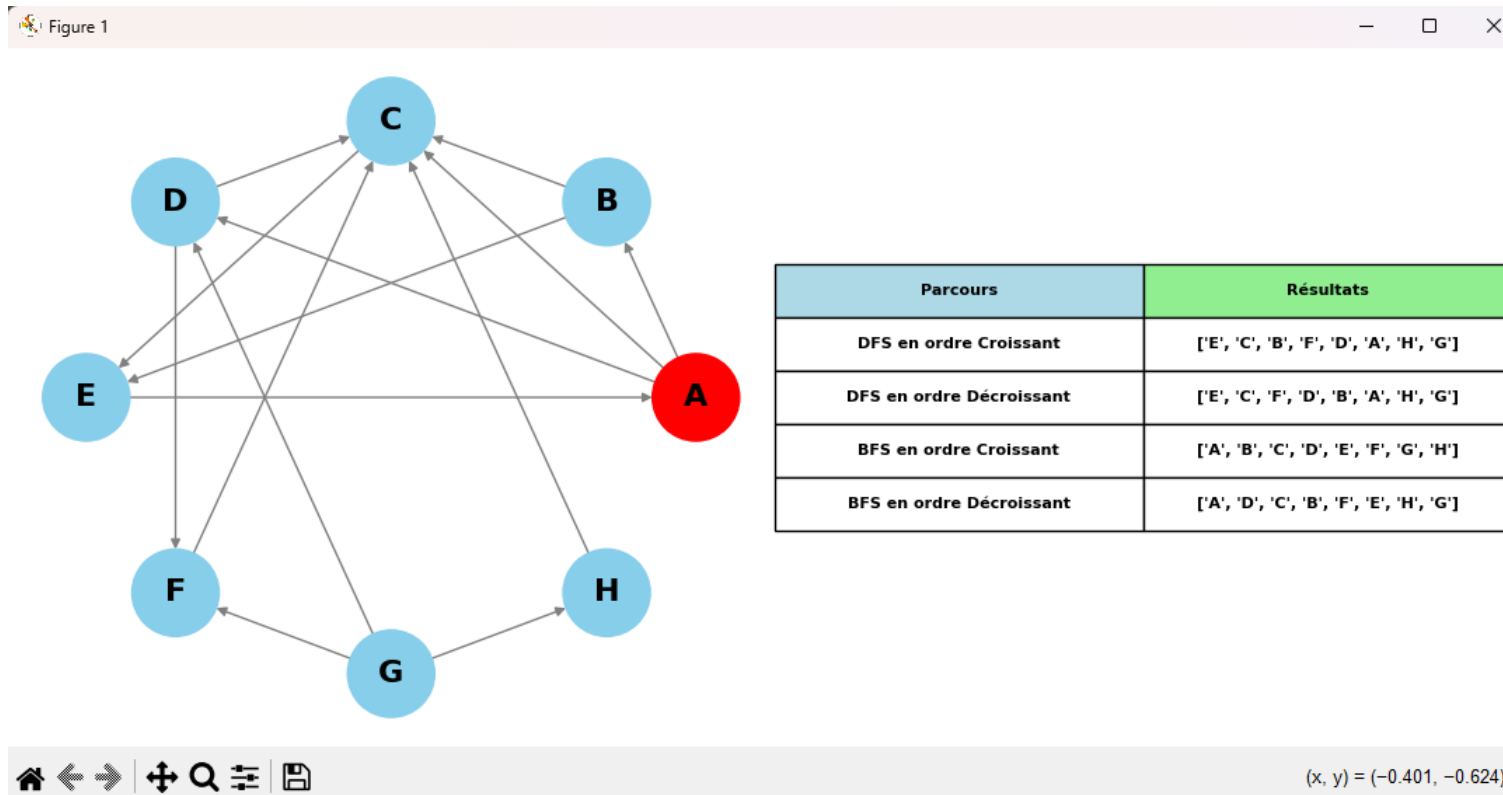 Figure 1
C
D
B
E
A
F
H
G
Parcours Résultats
DFS en ordre Croissant ['E', 'C', 'B', 'F', 'D', 'A', 'H', 'G']
DFS en ordre Décroissant ['E', 'C', 'F', 'D', 'B', 'A', 'H', 'G']
BFS en ordre Croissant ['A', 'B', 'C', 'D', 'E', 'F', 'G', 'H']
BFS en ordre Décroissant ['A', 'D', 'C', 'B', 'F', 'E', 'H', 'G']
(x, y) = (−0.401, −0.624)